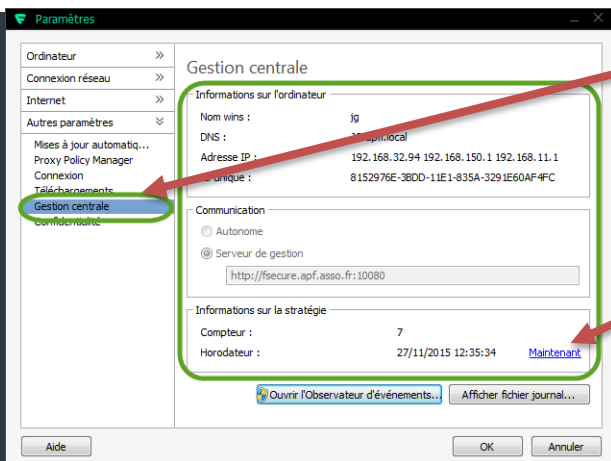 Paramètres
Ordinateur
Connexion réseau
Internet
Autres paramètres
Mises à jour automatiq...
Proxy Policy Manager
Connexion
Téléchargements
Gestion centrale
Confidentialité
Gestion centrale
Informations sur l'ordinateur
Nom wins : jg
DNS : .local
Adresse IP : 192.168.32.94 192.168.150.1 192.168.11.1
unique : 8152976E-3BDD-11E1-835A-3291E60AF4FC
Communication
Autonome
Serveur de gestion
http://fsecure.apf.asso.fr:10080
Informations sur la stratégie
Compteur : 7
Horodateur : 27/11/2015 12:35:34 Maintenant
Ouvrir l'Observateur d'événements... Afficher fichier journal...
Aide OK Annuler